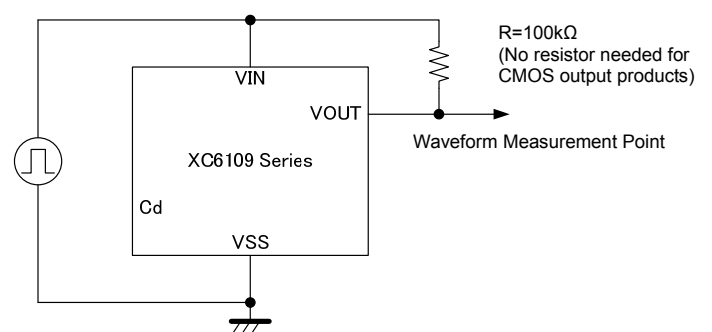 R=100kΩ
(No resistor needed for
CMOS output products)
VIN
VOUT
Waveform Measurement Point
XC6109 Series
Cd
VSS